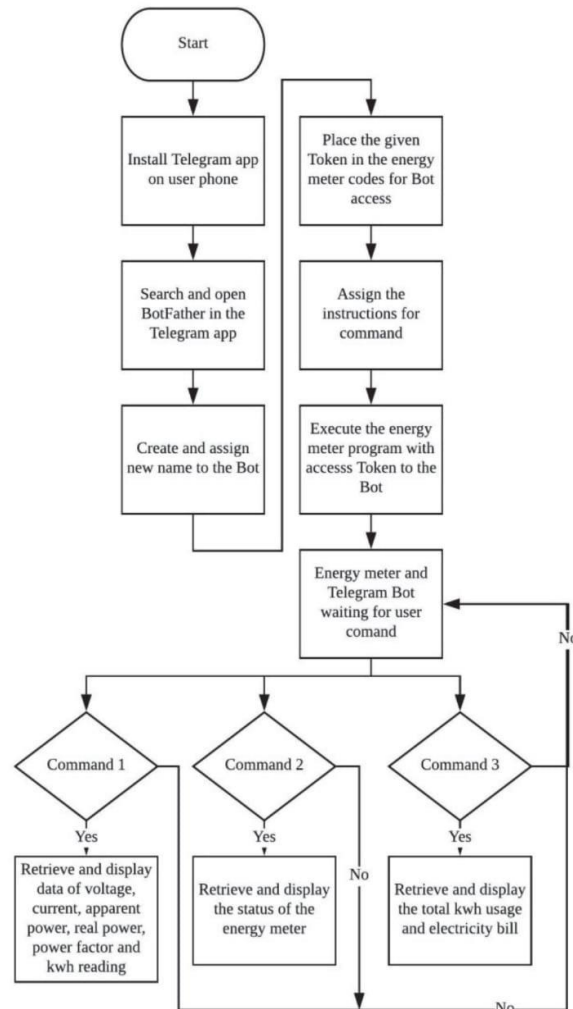 Start
Install Telegram app
on user phone
Search and open
BotFather in the
Telegram app
Create and assign
new name to the Bot
Place the given
Token in the energy
meter codes for Bot
access
Assign the
instructions for
command
Execute the energy
meter program with
accesss Token to the
Bot
Energy meter and
Telegram Bot
waiting for user
comand
No
Command 1
Command 2
Command 3
Yes
Yes
Yes
No
Retrieve and display
data of voltage,
current, apparent
power, real power,
power factor and
kwh reading
Retrieve and display
the status of the
energy meter
Retrieve and display
the total kwh usage
and electricity bill
No